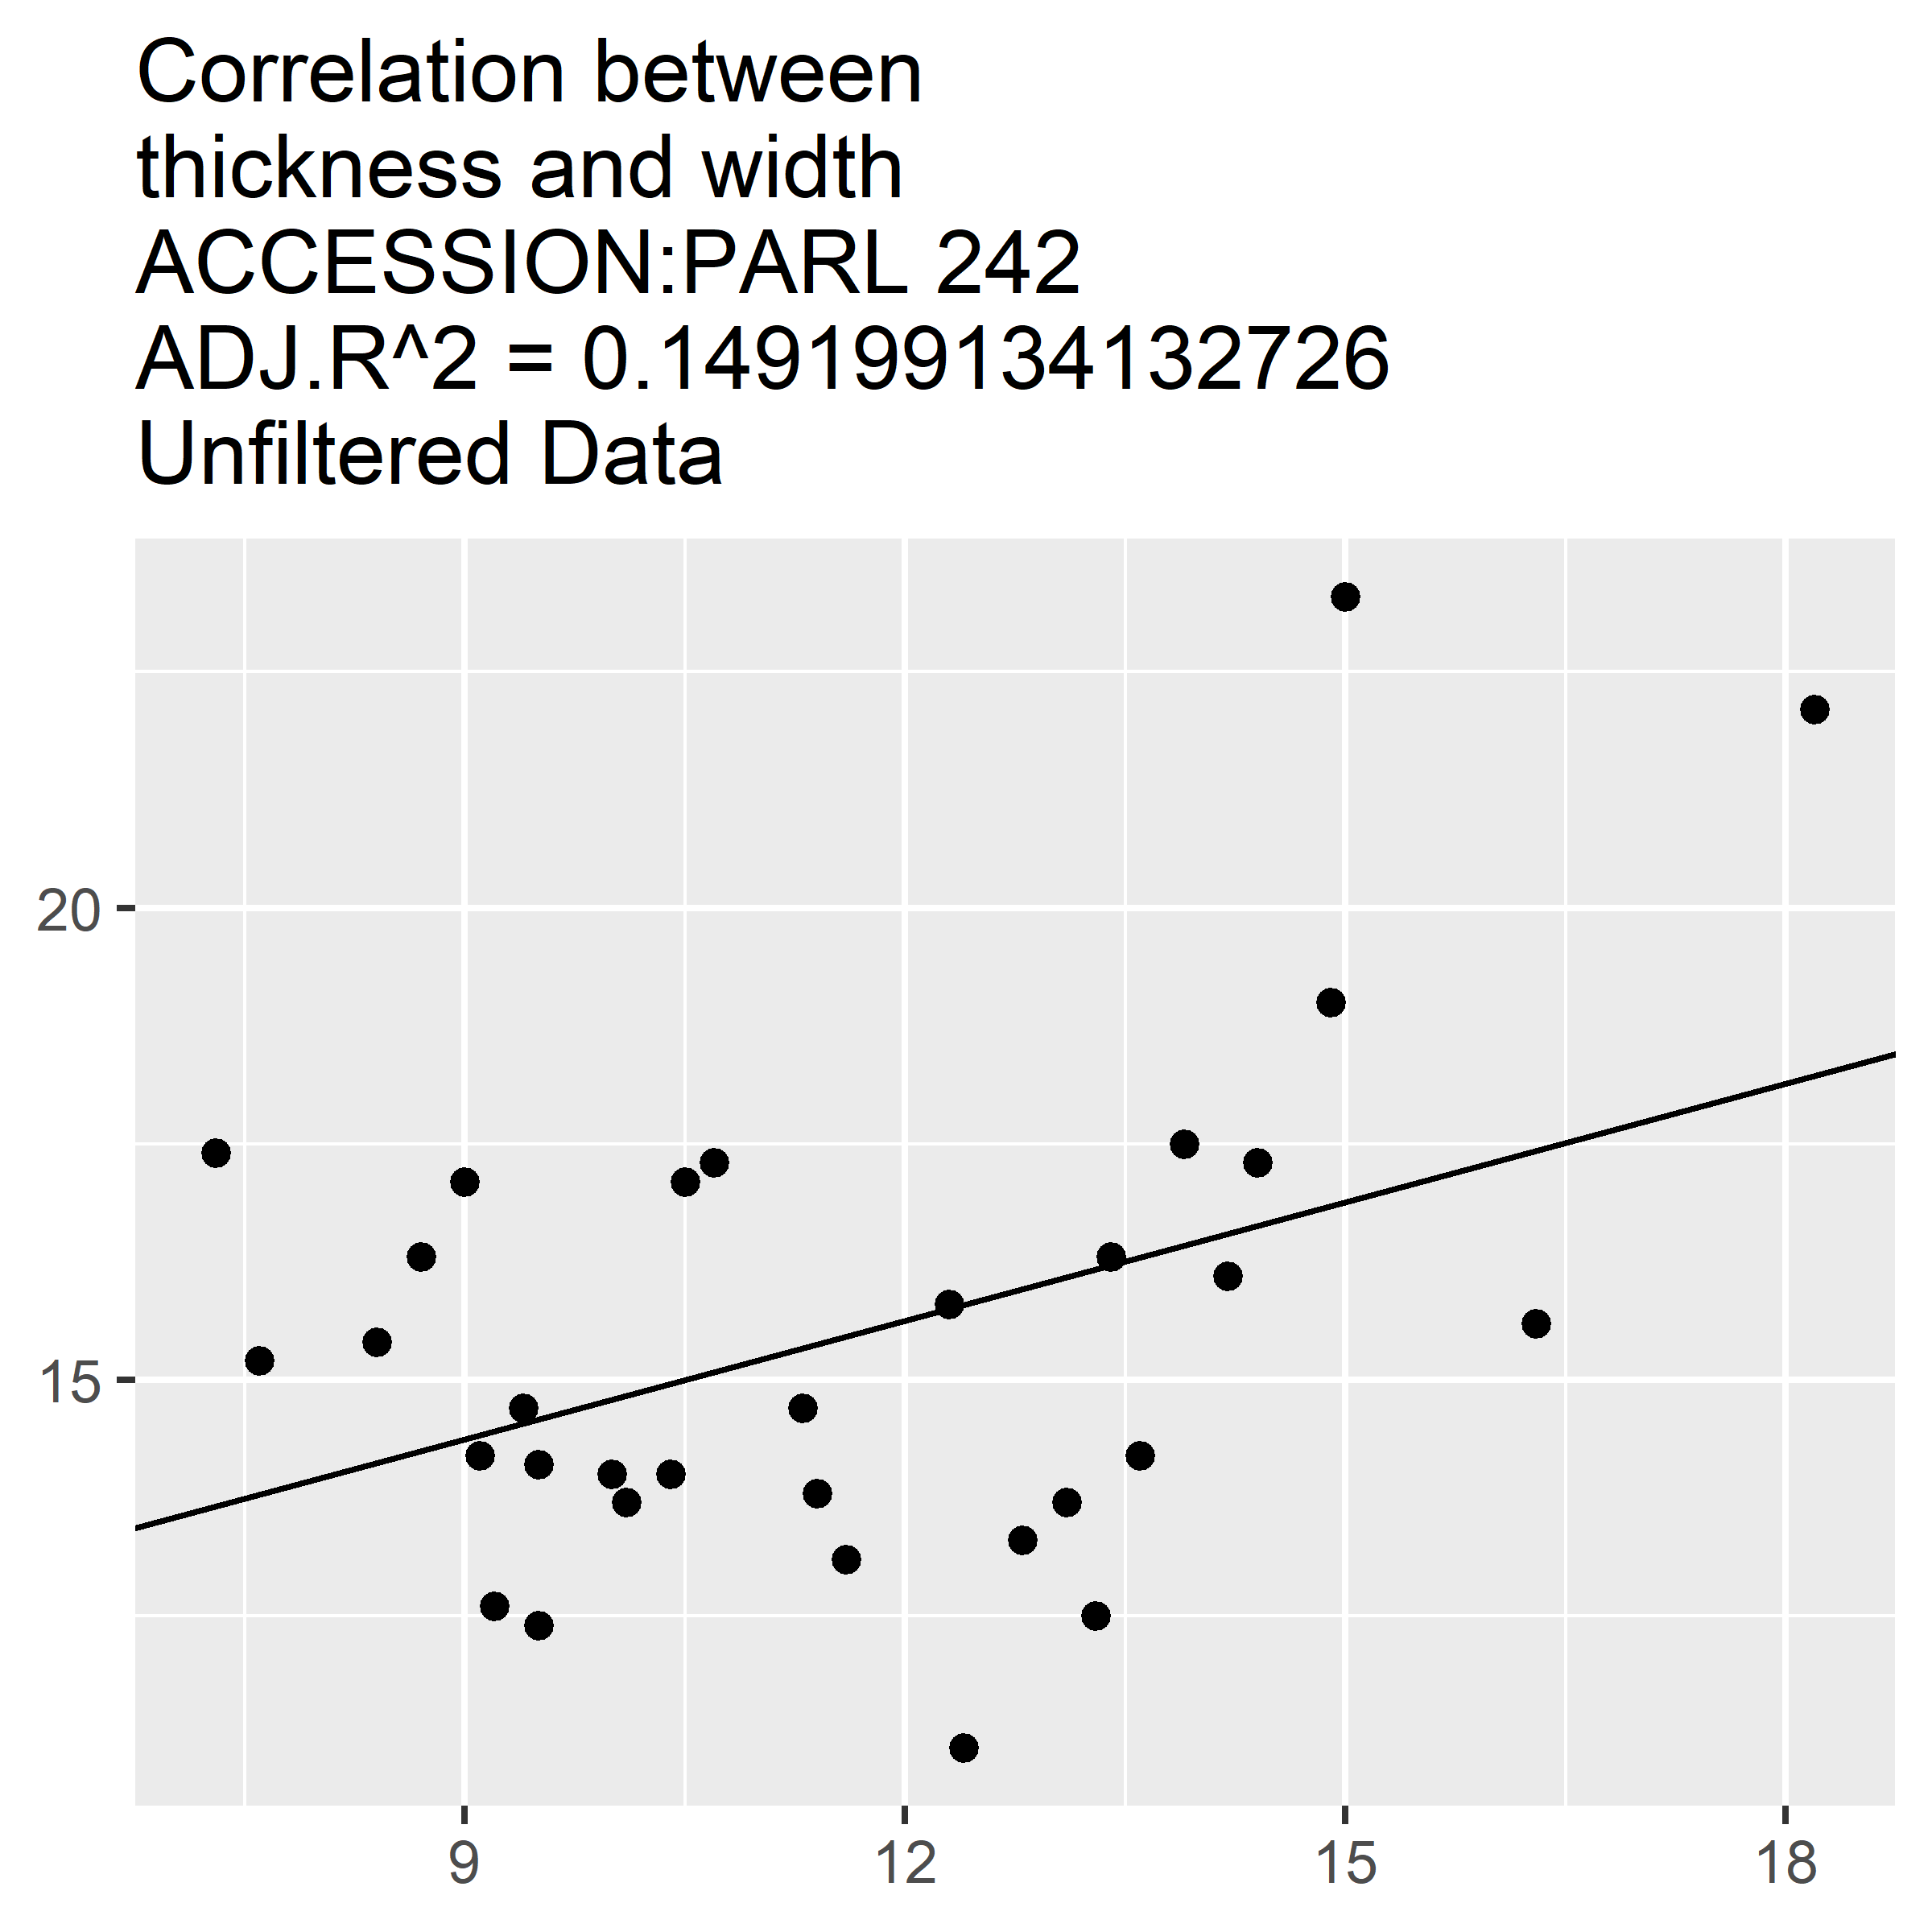 Correlation between
thickness and width
ACCESSION:PARL 242
ADJ.R^2 = 0.149199134132726
Unfiltered Data
20
15
9
12
15
18